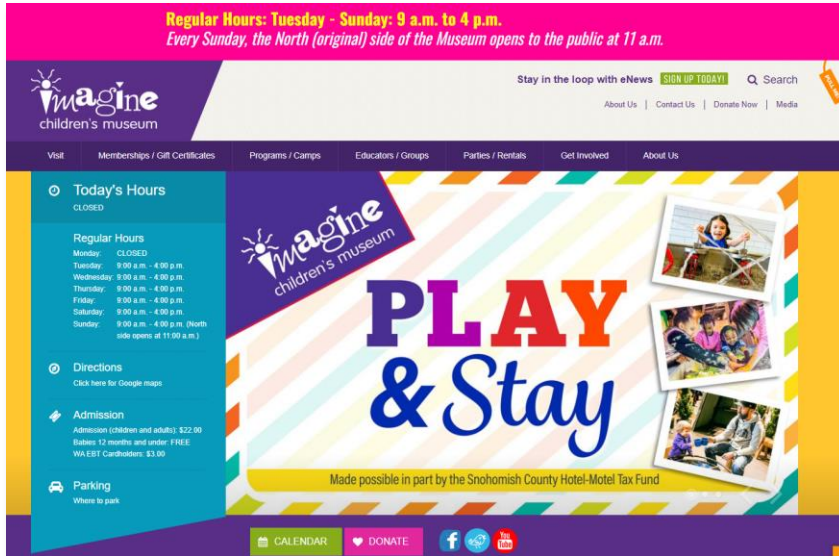 Regular Hours: Tuesday - Sunday: 9 a.m. to 4 p.m.
Every Sunday, the North (original) side of the Museum opens to the public at 11 a.m.
Stay in the loop with eNews SIGN UP TODAY! Search
About Us | Contact Us | Donate Now | Media
imagine
children's museum
Visit Memberships / Gift Certificates Programs / Camps Educators / Groups Parties / Rentals Get Involved About Us
Today's Hours
CLOSED
Regular Hours
Monday: CLOSED
Tuesday: 9:00 a.m. - 4:00 p.m.
Wednesday: 9:00 a.m. - 4:00 p.m.
Thursday: 9:00 a.m. - 4:00 p.m.
Friday: 9:00 a.m. - 4:00 p.m.
Saturday: 9:00 a.m. - 4:00 p.m.
Sunday: 9:00 a.m. - 4:00 p.m. (North
side opens at 11:00 a.m.)
Directions
Click here for Google maps
Admission
Admission (children and adults): $22.00
Babies 12 months and under: FREE
WA EBT Cardholders: $3.00
Parking
Where to park
imagine
children's museum
PLAY
& Stay
Made possible in part by the Snohomish County Hotel-Motel Tax Fund
CALENDAR DONATE f You Tube